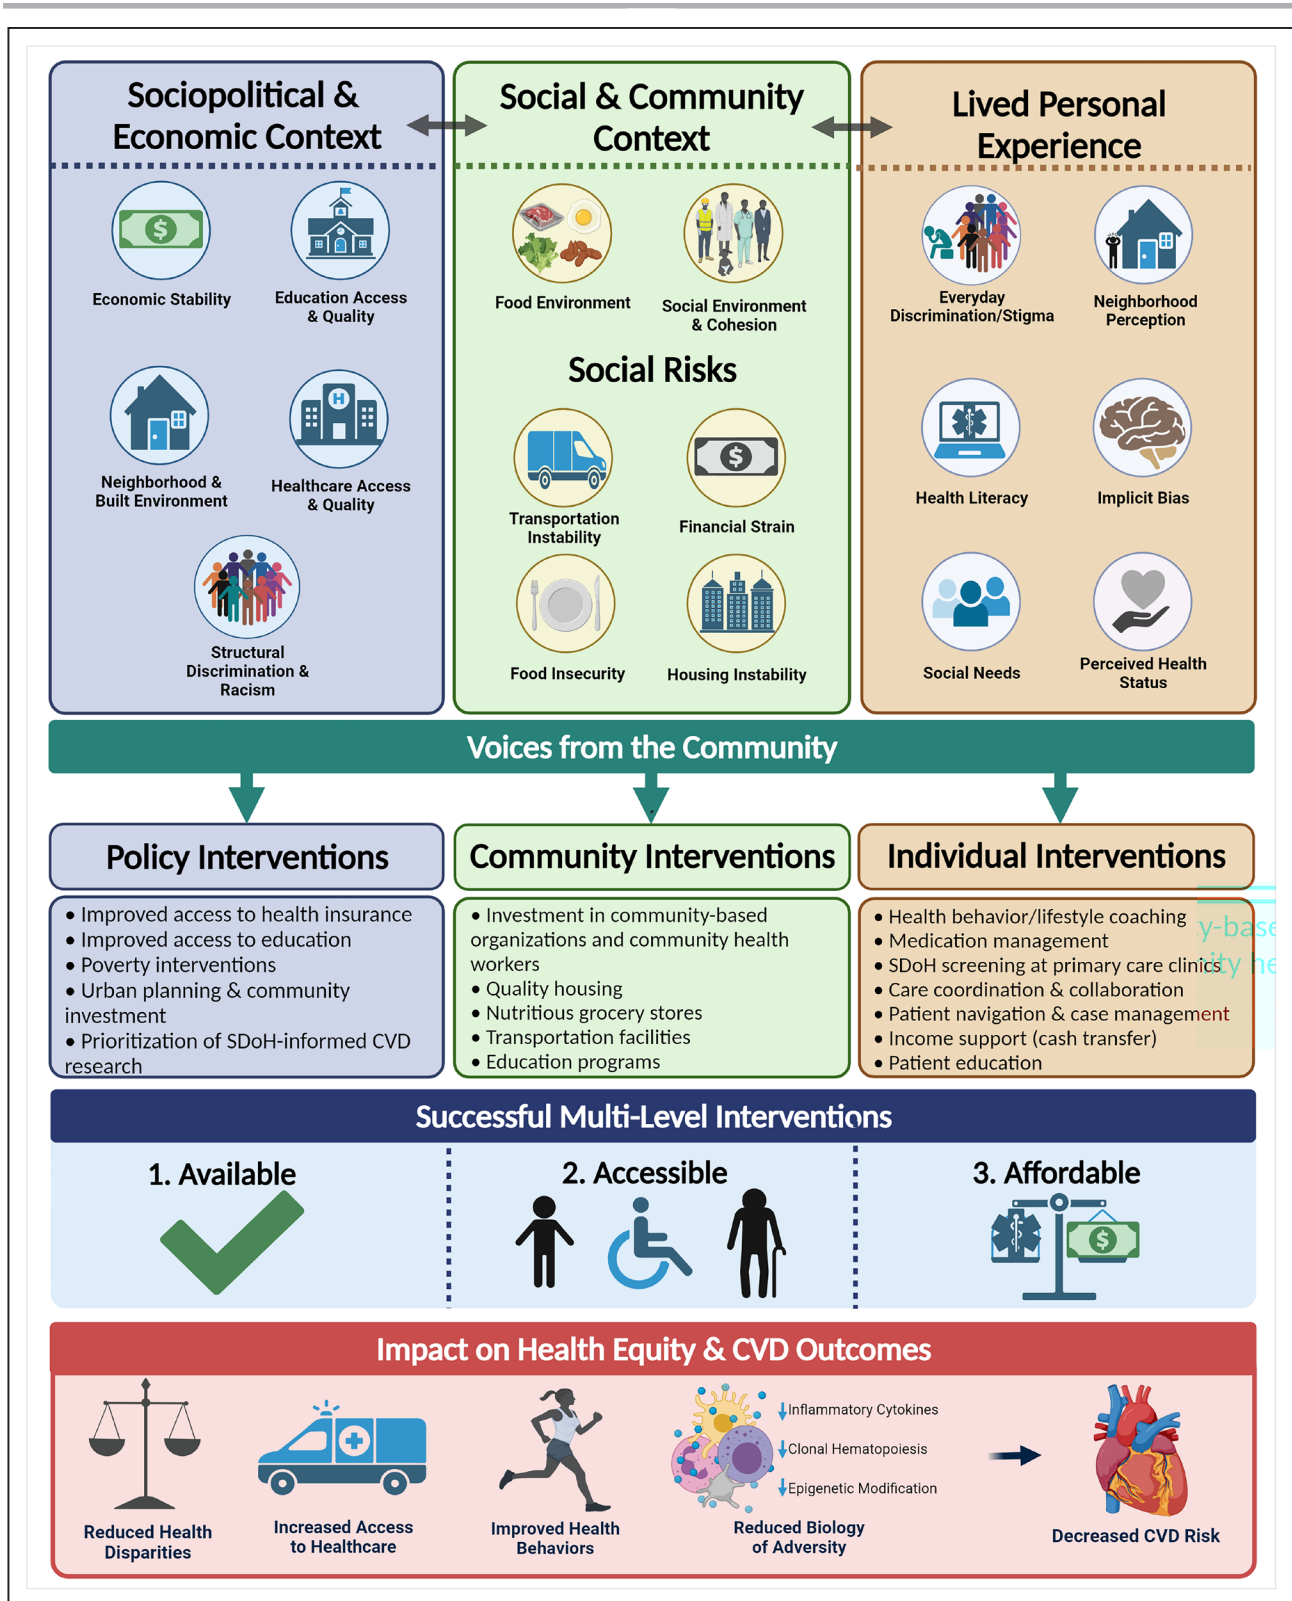 Sociopolitical &
Economic Context
Economic Stability
Education Access
& Quality
Neighborhood &
Built Environment
H
Healthcare Access
& Quality
Structural
Discrimination &
Racism
Social & Community
Context
Food Environment
Social Environment
& Cohesion
Social Risks
Transportation
Instability
$
Financial Strain
Food Insecurity
Housing Instability
Lived Personal
Experience
Everyday
Discrimination/Stigma
Neighborhood
Perception
Health Literacy
Implicit Bias
Social Needs
Perceived Health
Status
Voices from the Community
Policy Interventions
• Improved access to health insurance
• Improved access to education
• Poverty interventions
• Urban planning & community
investment
• Prioritization of SDoH-informed CVD
research
Community Interventions
• Investment in community-based
organizations and community health
workers
• Quality housing
• Nutritious grocery stores
• Transportation facilities
• Education programs
Individual Interventions
• Health behavior/lifestyle coaching
• Medication management
• SDoH screening at primary care clinics
• Care coordination & collaboration
• Patient navigation & case management
• Income support (cash transfer)
• Patient education
y-base
ity he
Successful Multi-Level Interventions
1. Available
2. Accessible
3. Affordable
$
Impact on Health Equity & CVD Outcomes
Reduced Health
Disparities
Increased Access
to Healthcare
Improved Health
Behaviors
↓Inflammatory Cytokines
↓Clonal Hematopoiesis
↓Epigenetic Modification
Reduced Biology
of Adversity
Decreased CVD Risk